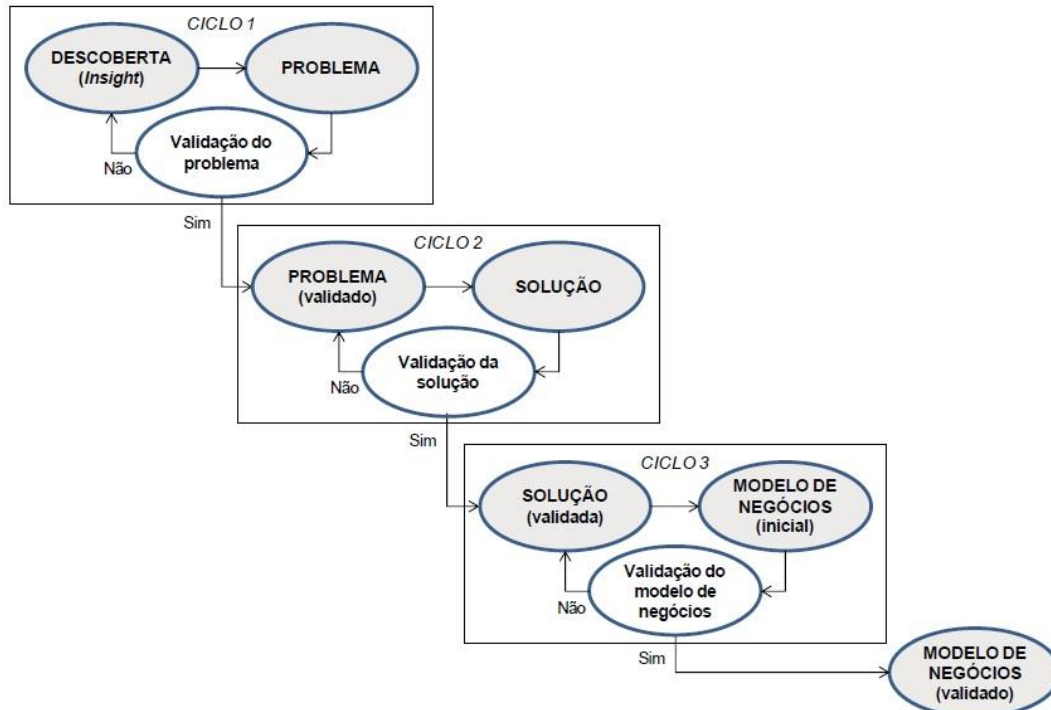 CICLO 1
DESCOBERTA
(Insight)
PROBLEMA
Validação do
problema
Não
Sim
CICLO 2
PROBLEMA
(validado)
SOLUÇÃO
Validação da
solução
Não
Sim
CICLO 3
SOLUÇÃO
(validada)
MODELO DE
NEGÓCIOS
(inicial)
Validação do
modelo de
negócios
Não
Sim
MODELO DE
NEGÓCIOS
(validado)